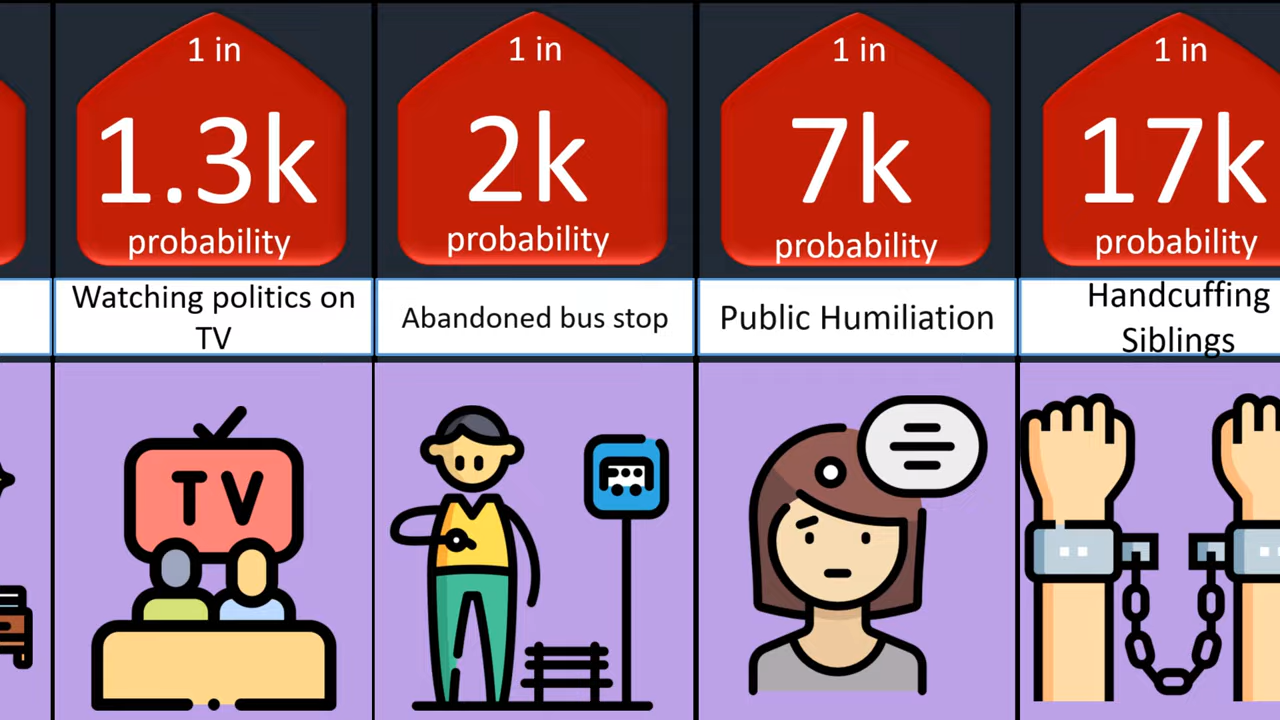 1 in
1.3k
probability
Watching politics on
TV
TV
1 in
2k
probability
Abandoned bus stop
1 in
7k
probability
Public Humiliation
1 in
17k
probability
Handcuffing
Siblings